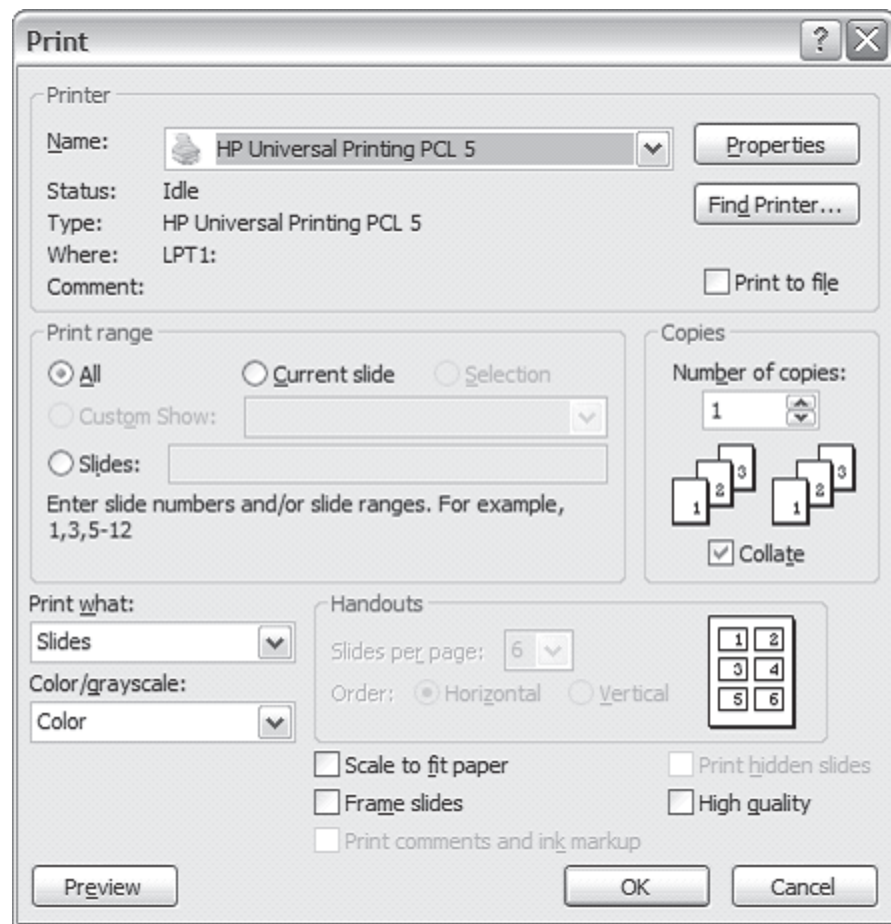 Print
Printer
Name: HP Universal Printing PCL 5 Properties
Status: Idle Find Printer...
Type: HP Universal Printing PCL 5
Where: LPT1:
Comment: Print to file
Print range
All Current slide Selection
Custom Show:
Slides:
Enter slide numbers and/or slide ranges. For example,
1,3,5-12
Copies
Number of copies:
1
1 2 3 1 2 3
Collate
Print what:
Slides
Color/grayscale:
Color
Handouts
Slides per page: 6
Order: Horizontal Vertical
1 2
3 4
5 6
Scale to fit paper Print hidden slides
Frame slides High quality
Print comments and ink markup
Preview OK Cancel